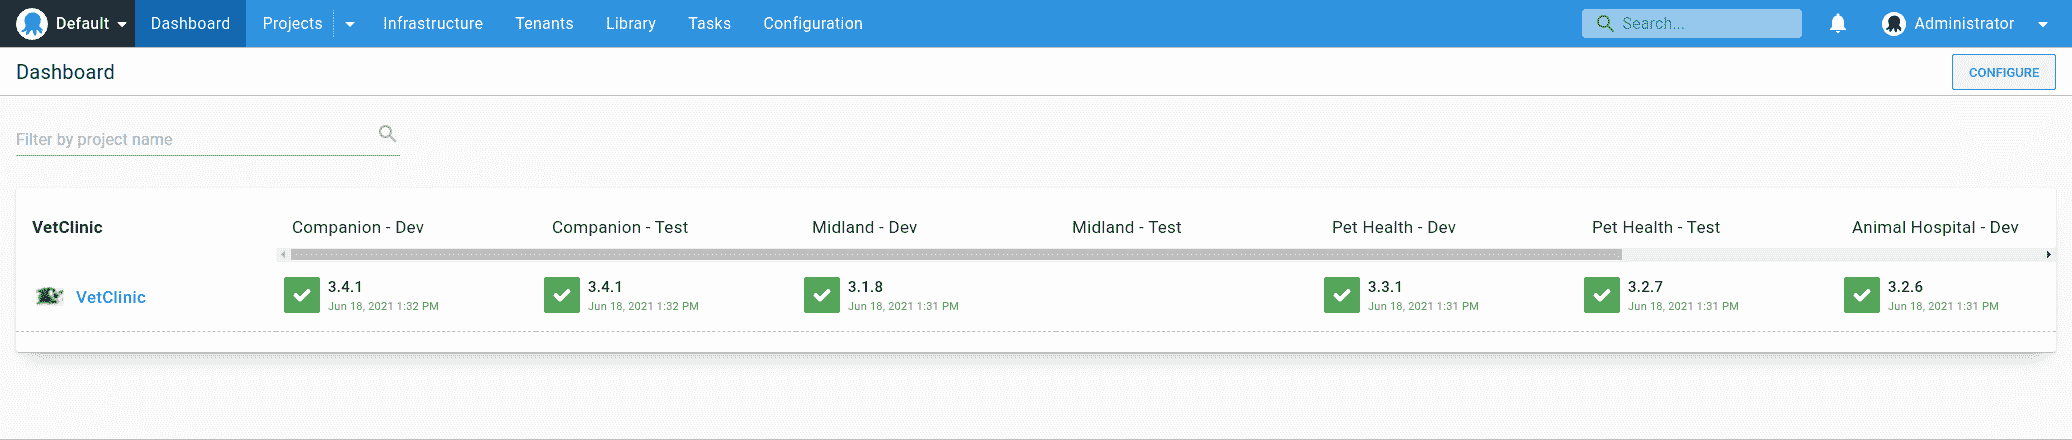 Default Dashboard Projects Infrastructure Tenants Library Tasks Configuration Search... Administrator
Dashboard CONFIGURE
Filter by project name
VetClinic Companion - Dev Companion - Test Midland - Dev Midland - Test Pet Health - Dev Pet Health - Test Animal Hospital - Dev
VetClinic 3.4.1 3.4.1 3.1.8 3.3.1 3.2.7 3.2.6
Jun 18, 2021 1:32 PM Jun 18, 2021 1:32 PM Jun 18, 2021 1:31 PM Jun 18, 2021 1:31 PM Jun 18, 2021 1:31 PM Jun 18, 2021 1:31 PM